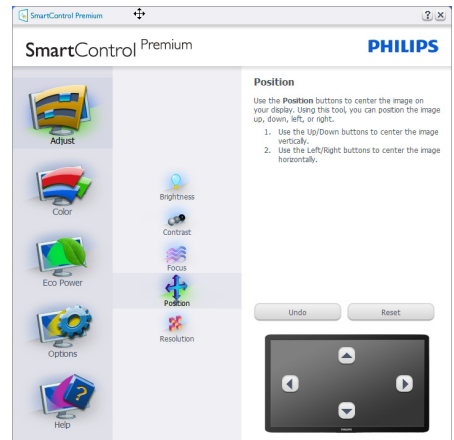 SmartControl Premium
? ×
SmartControl Premium
PHILIPS
Adjust
Color
Eco Power
Options
Help
Brightness
Contrast
Focus
Position
Resolution
Position
Use the Position buttons to center the image on
your display. Using this tool, you can position the image
up, down, left, or right.
1. Use the Up/Down buttons to center the image
vertically.
2. Use the Left/Right buttons to center the image
horizontally.
Undo
Reset
PHILIPS